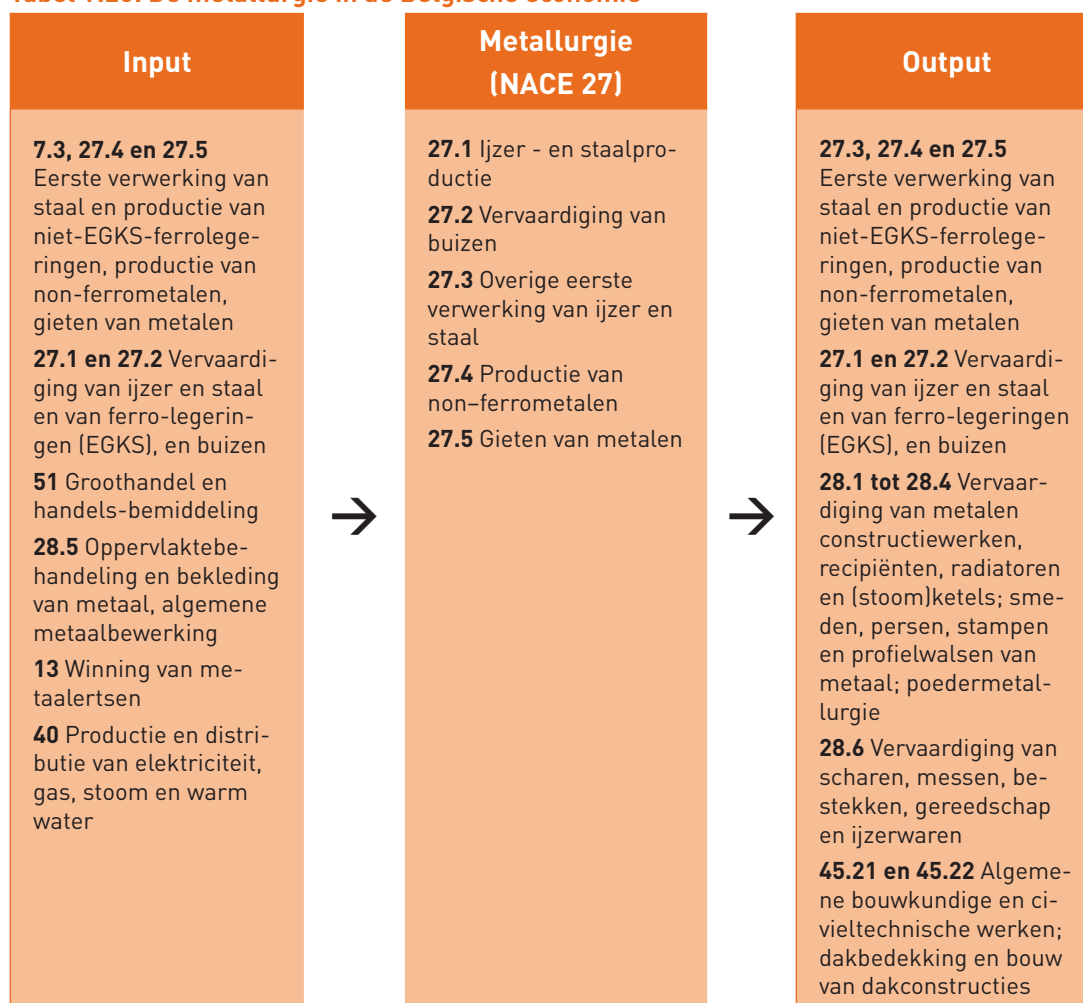 Tabel 1.26: De metallurgie in de Belgische economie
Input
7.3, 27.4 en 27.5
Eerste verwerking van
staal en productie van
niet-EGKS-ferrolege-
ringen, productie van
non-ferrometalen,
gieten van metalen
27.1 en 27.2 Vervaardi-
ging van ijzer en staal
en van ferro-legerin-
gen (EGKS), en buizen
51 Groothandel en
handels-bemiddeling
28.5 Oppervlaktebe-
handeling en bekleding
van metaal, algemene
metaalbewerking
13 Winning van me-
taalertsen
40 Productie en distri-
butie van elektriciteit,
gas, stoom en warm
water
→
Metallurgie
(NACE 27)
27.1 Ijzer - en staalpro-
ductie
27.2 Vervaardiging van
buizen
27.3 Overige eerste
verwerking van ijzer en
staal
27.4 Productie van
non–ferrometalen
27.5 Gieten van metalen
→
Output
27.3, 27.4 en 27.5
Eerste verwerking van
staal en productie van
niet-EGKS-ferrolege-
ringen, productie van
non-ferrometalen,
gieten van metalen
27.1 en 27.2 Vervaardi-
ging van ijzer en staal
en van ferro-legeringen
(EGKS), en buizen
28.1 tot 28.4 Vervaar-
diging van metalen
constructiewerken,
recipiënten, radiatoren
en (stoom)ketels; sme-
den, persen, stampen
en profielwalsen van
metaal; poedermetal-
lurgie
28.6 Vervaardiging van
scharen, messen, be-
stekken, gereedschap
en ijzerwaren
45.21 en 45.22 Algeme-
ne bouwkundige en ci-
vieltechnische werken;
dakbedekking en bouw
van dakconstructies